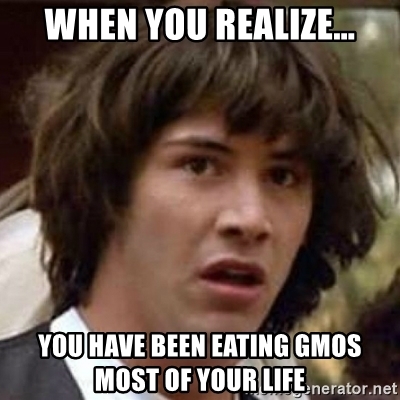 WHEN YOU REALIZE...
YOU HAVE BEEN EATING GMOS
MOST OF YOUR LIFE